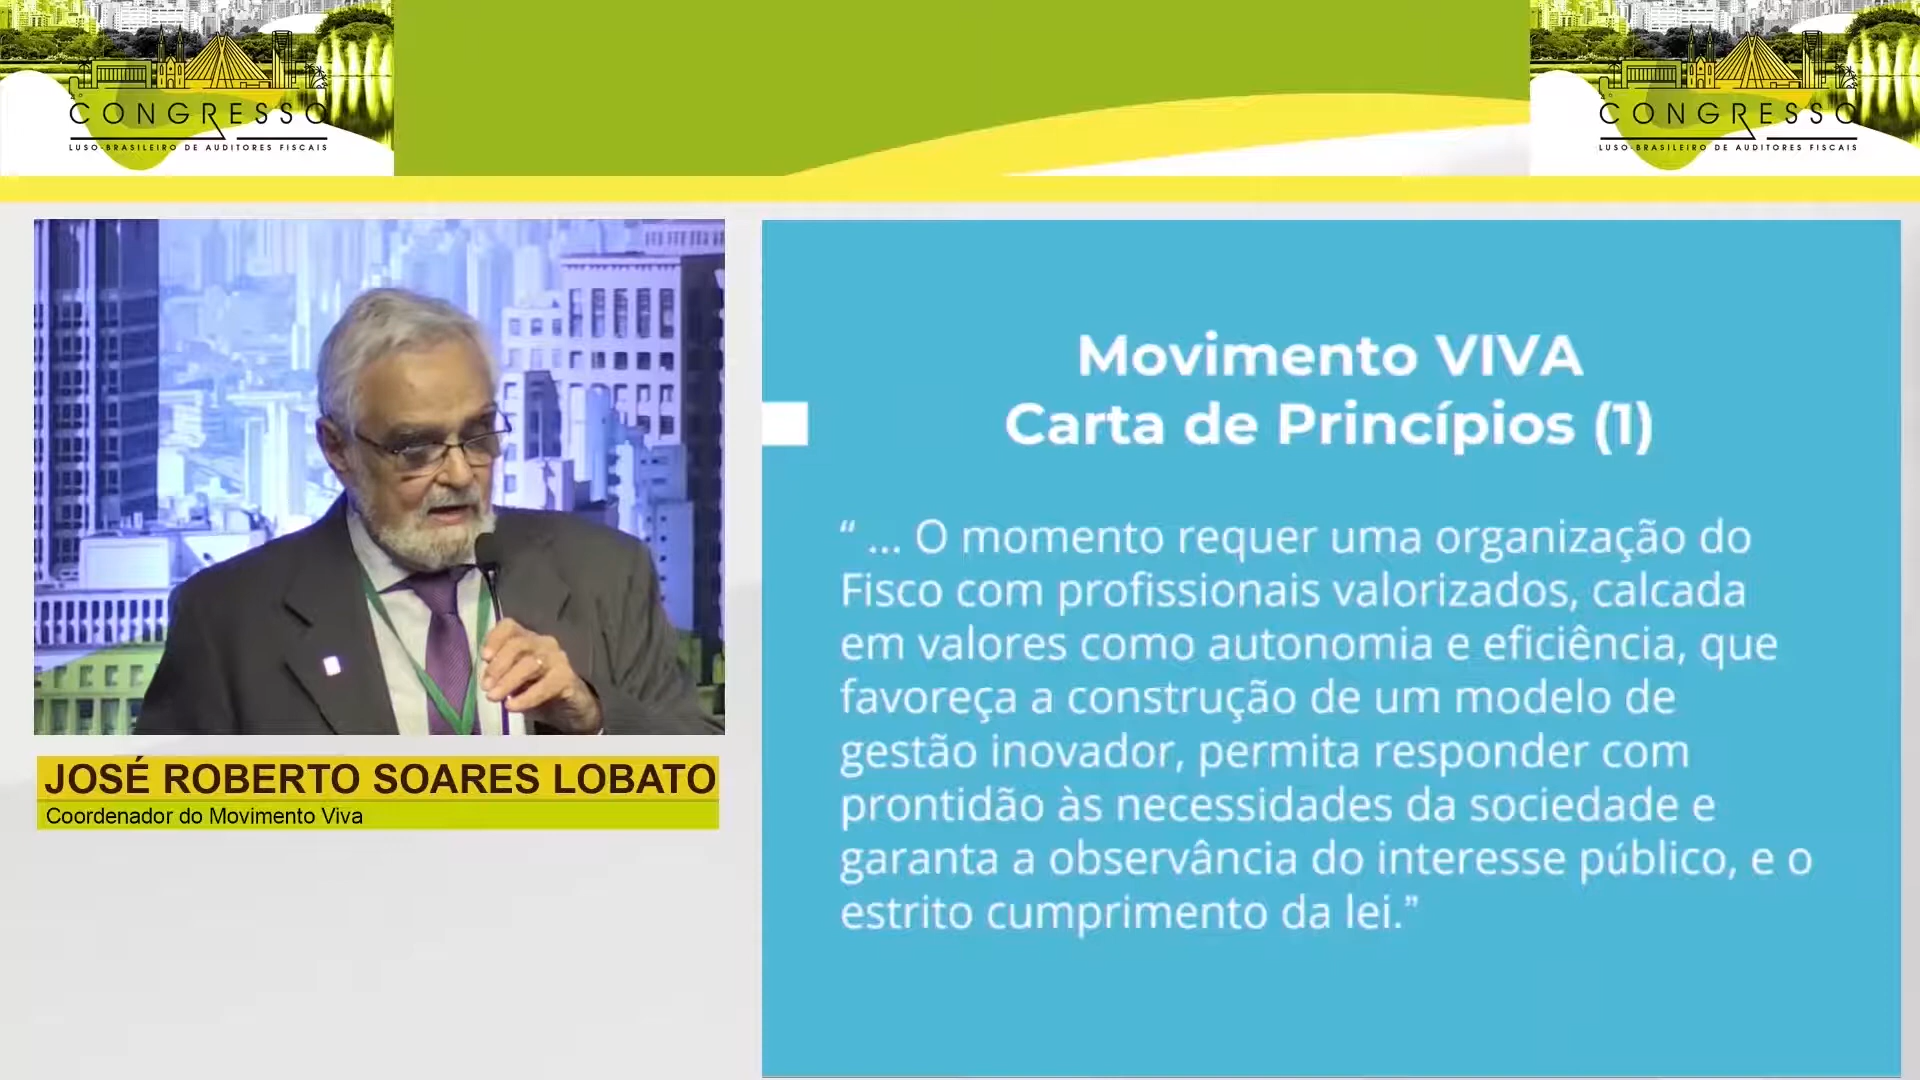 CONGRESSO
LUSO-BRASILEIRO DE AUDITORES FISCAIS
CONGRESSO
LUSO-BRASILEIRO DE AUDITORES FISCAIS
JOSÉ ROBERTO SOARES LOBATO
Coordenador do Movimento Viva
Movimento VIVA
Carta de Princípios (1)
“ ... O momento requer uma organização do
Fisco com profissionais valorizados, calcada
em valores como autonomia e eficiência, que
favoreça a construção de um modelo de
gestão inovador, permita responder com
prontidão às necessidades da sociedade e
garanta a observância do interesse público, e o
estrito cumprimento da lei.”